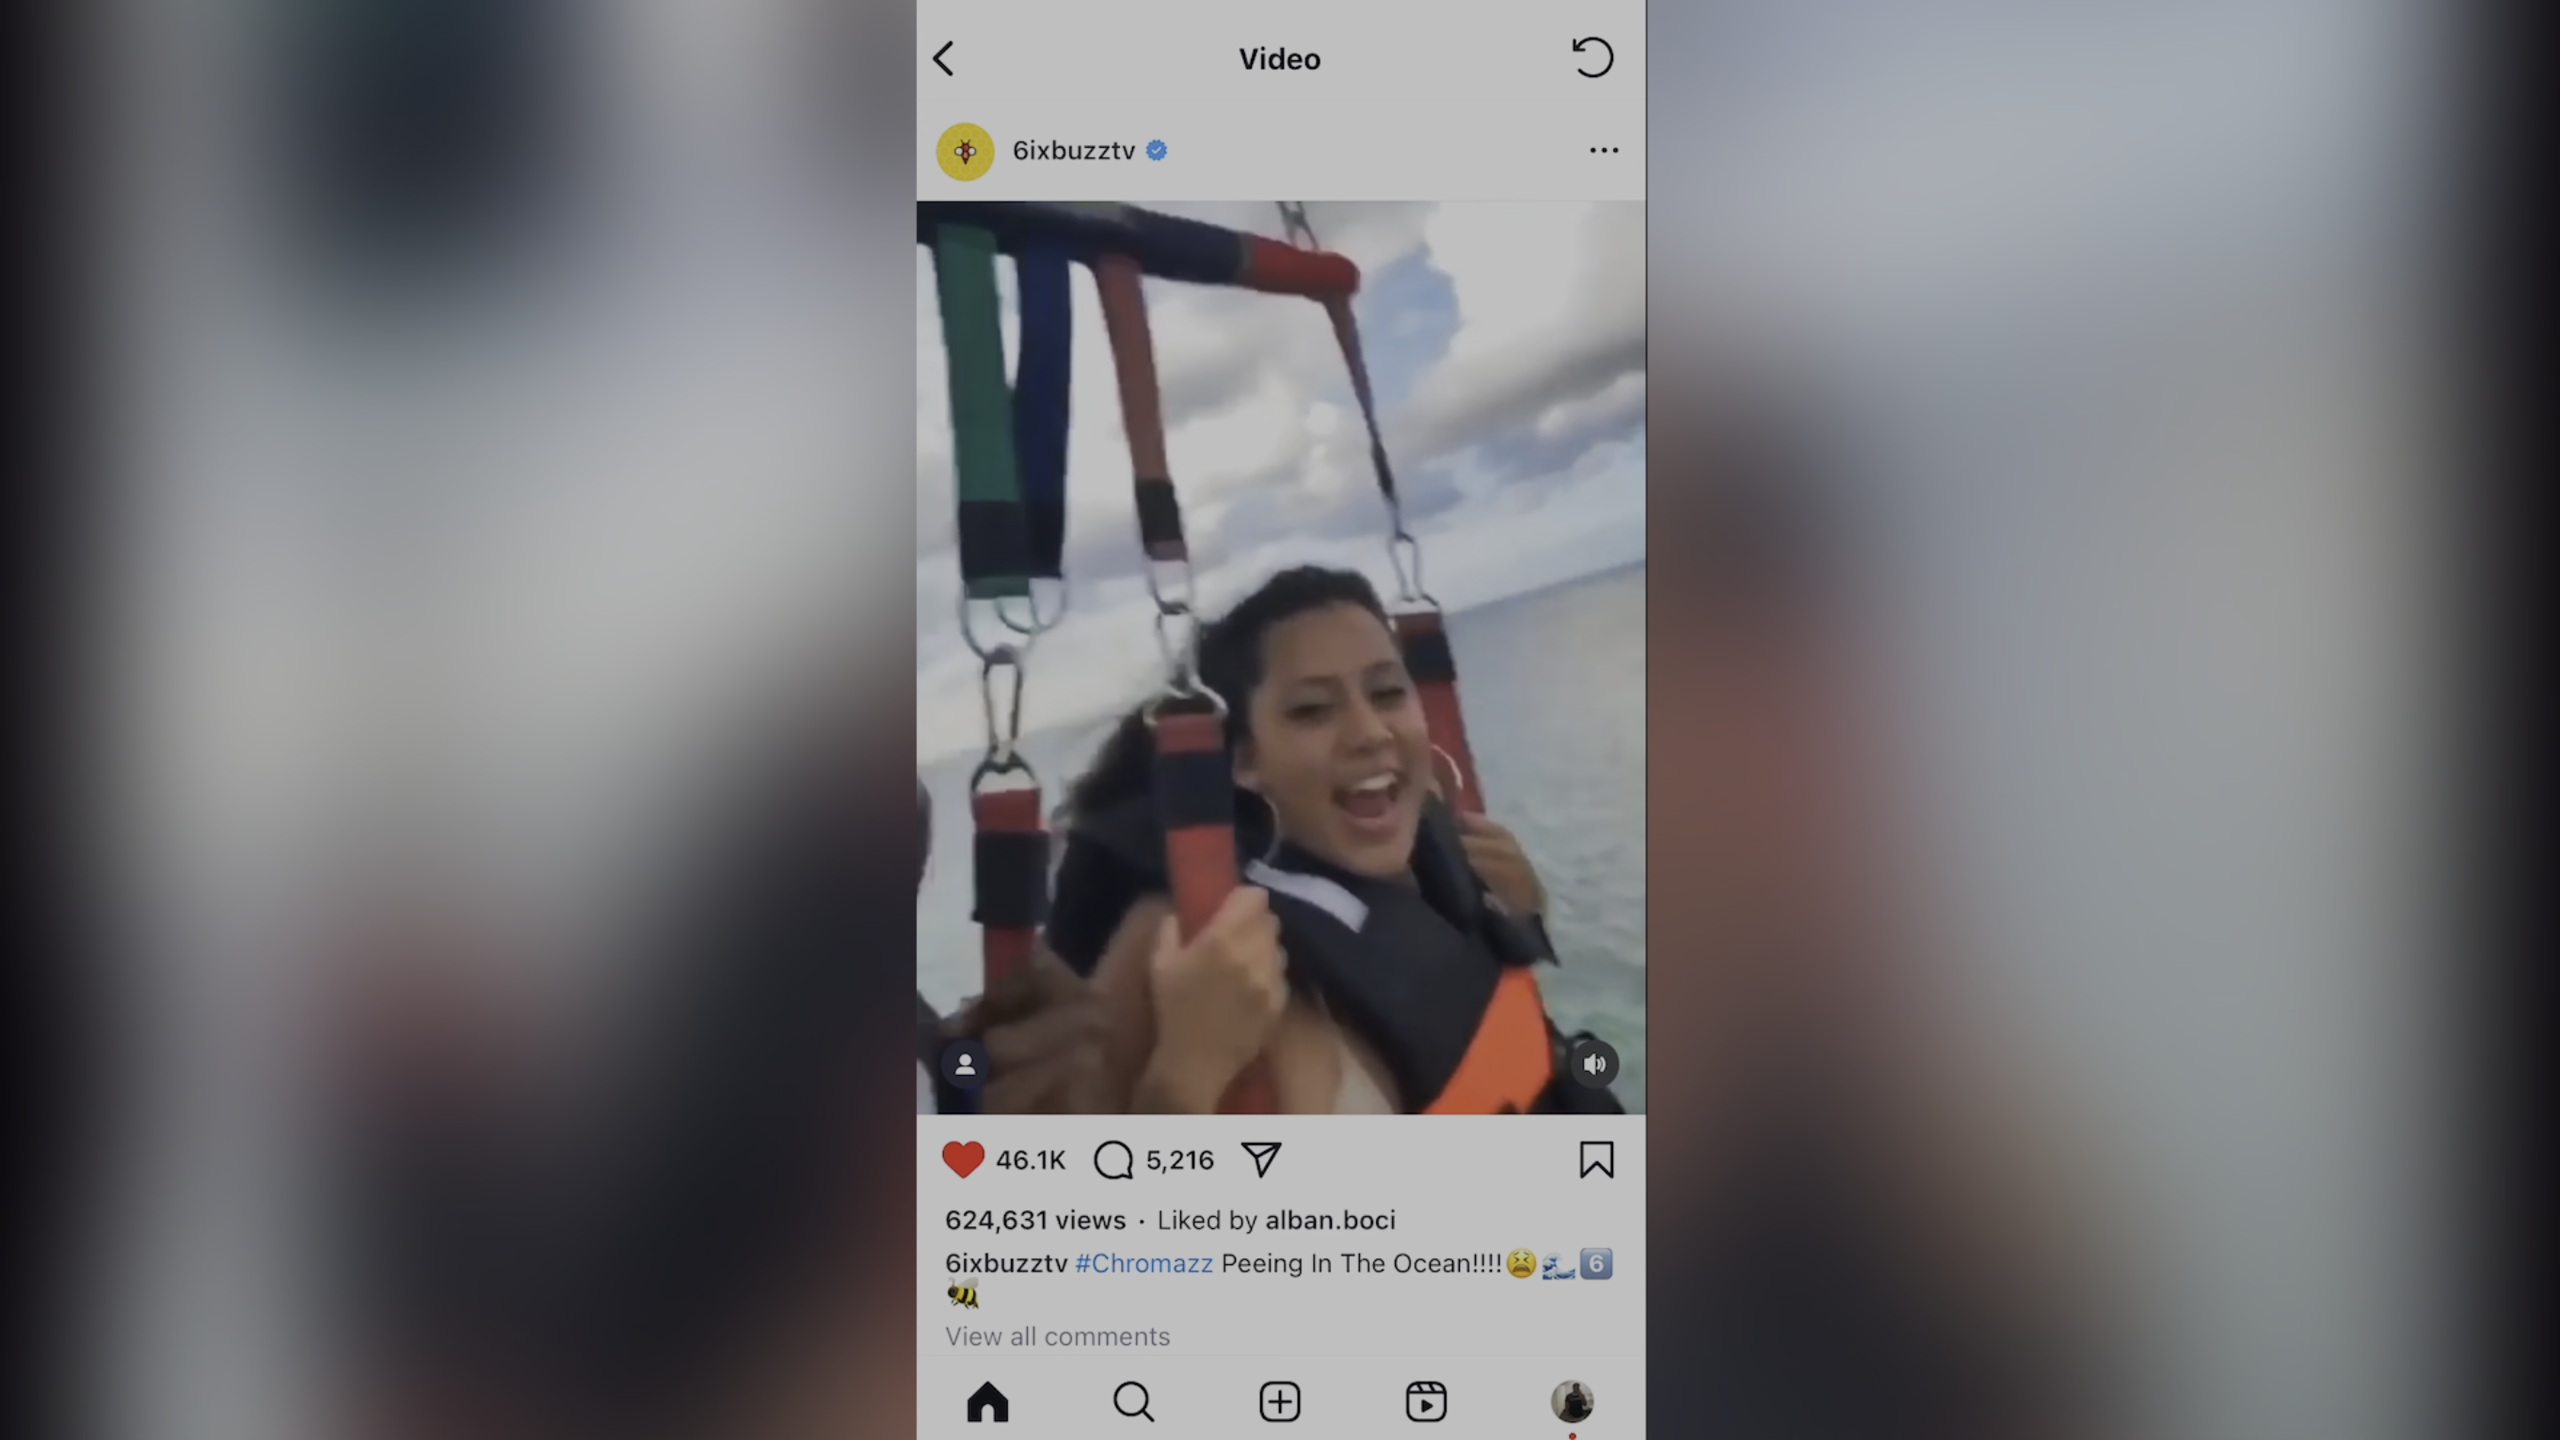 Video
6ixbuzztv
46.1K 5,216
624,631 views · Liked by alban.boci
6ixbuzztv #Chromazz Peeing In The Ocean!!!!😫🌊6️⃣
🐝
View all comments